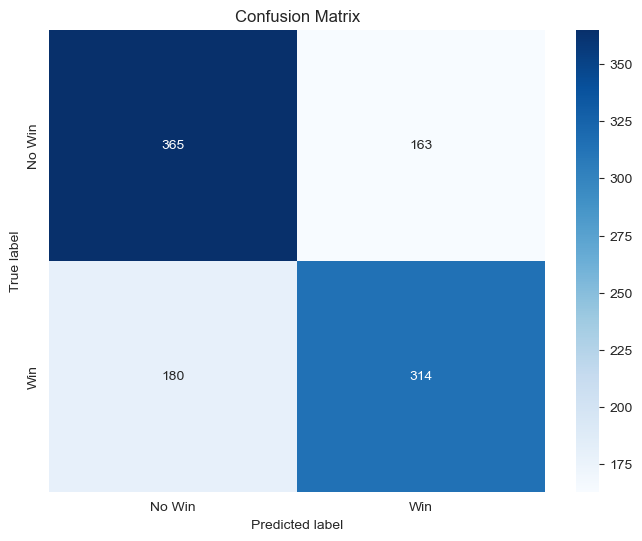 Confusion Matrix
True label
No Win
365
163
Win
180
314
No Win
Win
Predicted label
350
325
300
275
250
225
200
175